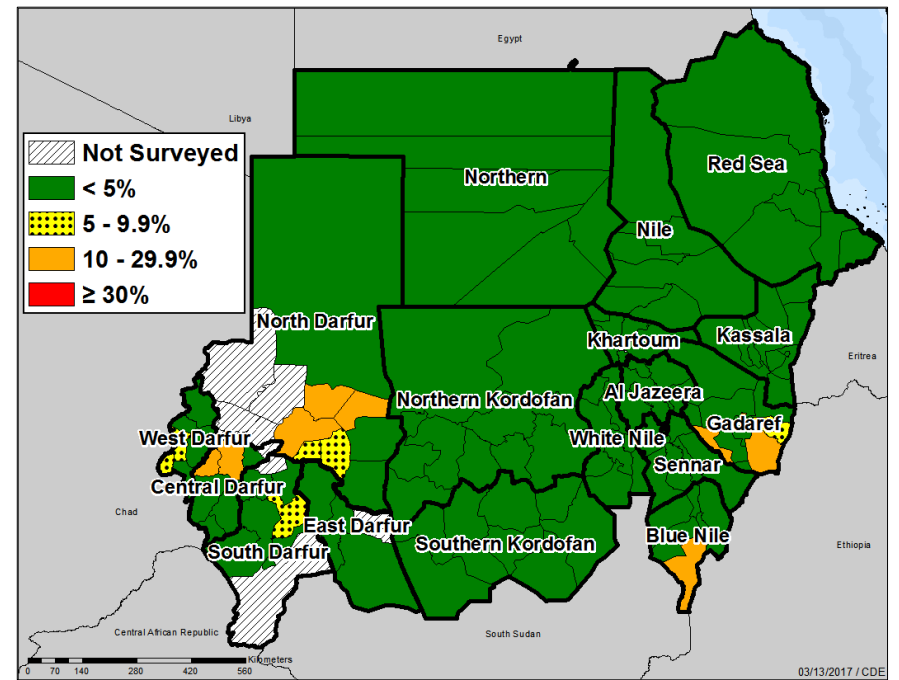 Egypt
Libya
Not Surveyed
< 5%
5 - 9.9%
10 - 29.9%
≥ 30%
Northern
Red Sea
Nile
North Darfur
Khartoum
Kassala
Eritrea
Northern Kordofan
Al Jazeera
Gadaref
West Darfur
White Nile
Sennar
Central Darfur
Chad
East Darfur
South Darfur
Southern Kordofan
Blue Nile
Ethiopia
Central African Republic
South Sudan
Kilometers
0 70 140 280 420 560
03/13/2017 / CDE